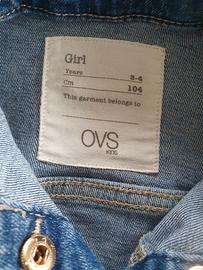 Girl
Years 3-4
Cm 104
This garment belongs to
OVS
KIDS